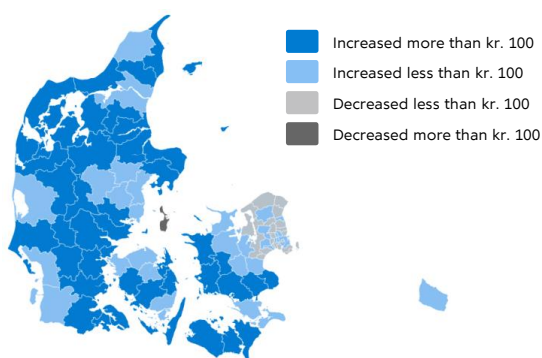 Increased more than kr. 100
Increased less than kr. 100
Decreased less than kr. 100
Decreased more than kr. 100